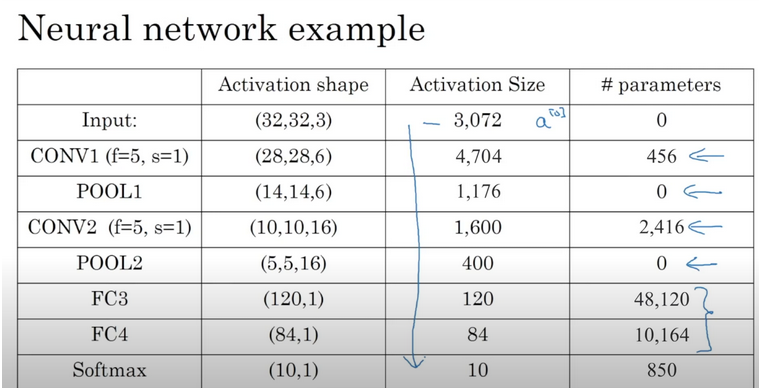 Neural network example
Activation shape Activation Size # parameters
Input: (32,32,3) 3,072 a[0] 0
CONV1 (f=5, s=1) (28,28,6) 4,704 456
POOL1 (14,14,6) 1,176 0
CONV2 (f=5, s=1) (10,10,16) 1,600 2,416
POOL2 (5,5,16) 400 0
FC3 (120,1) 120 48,120
FC4 (84,1) 84 10,164
Softmax (10,1) 10 850